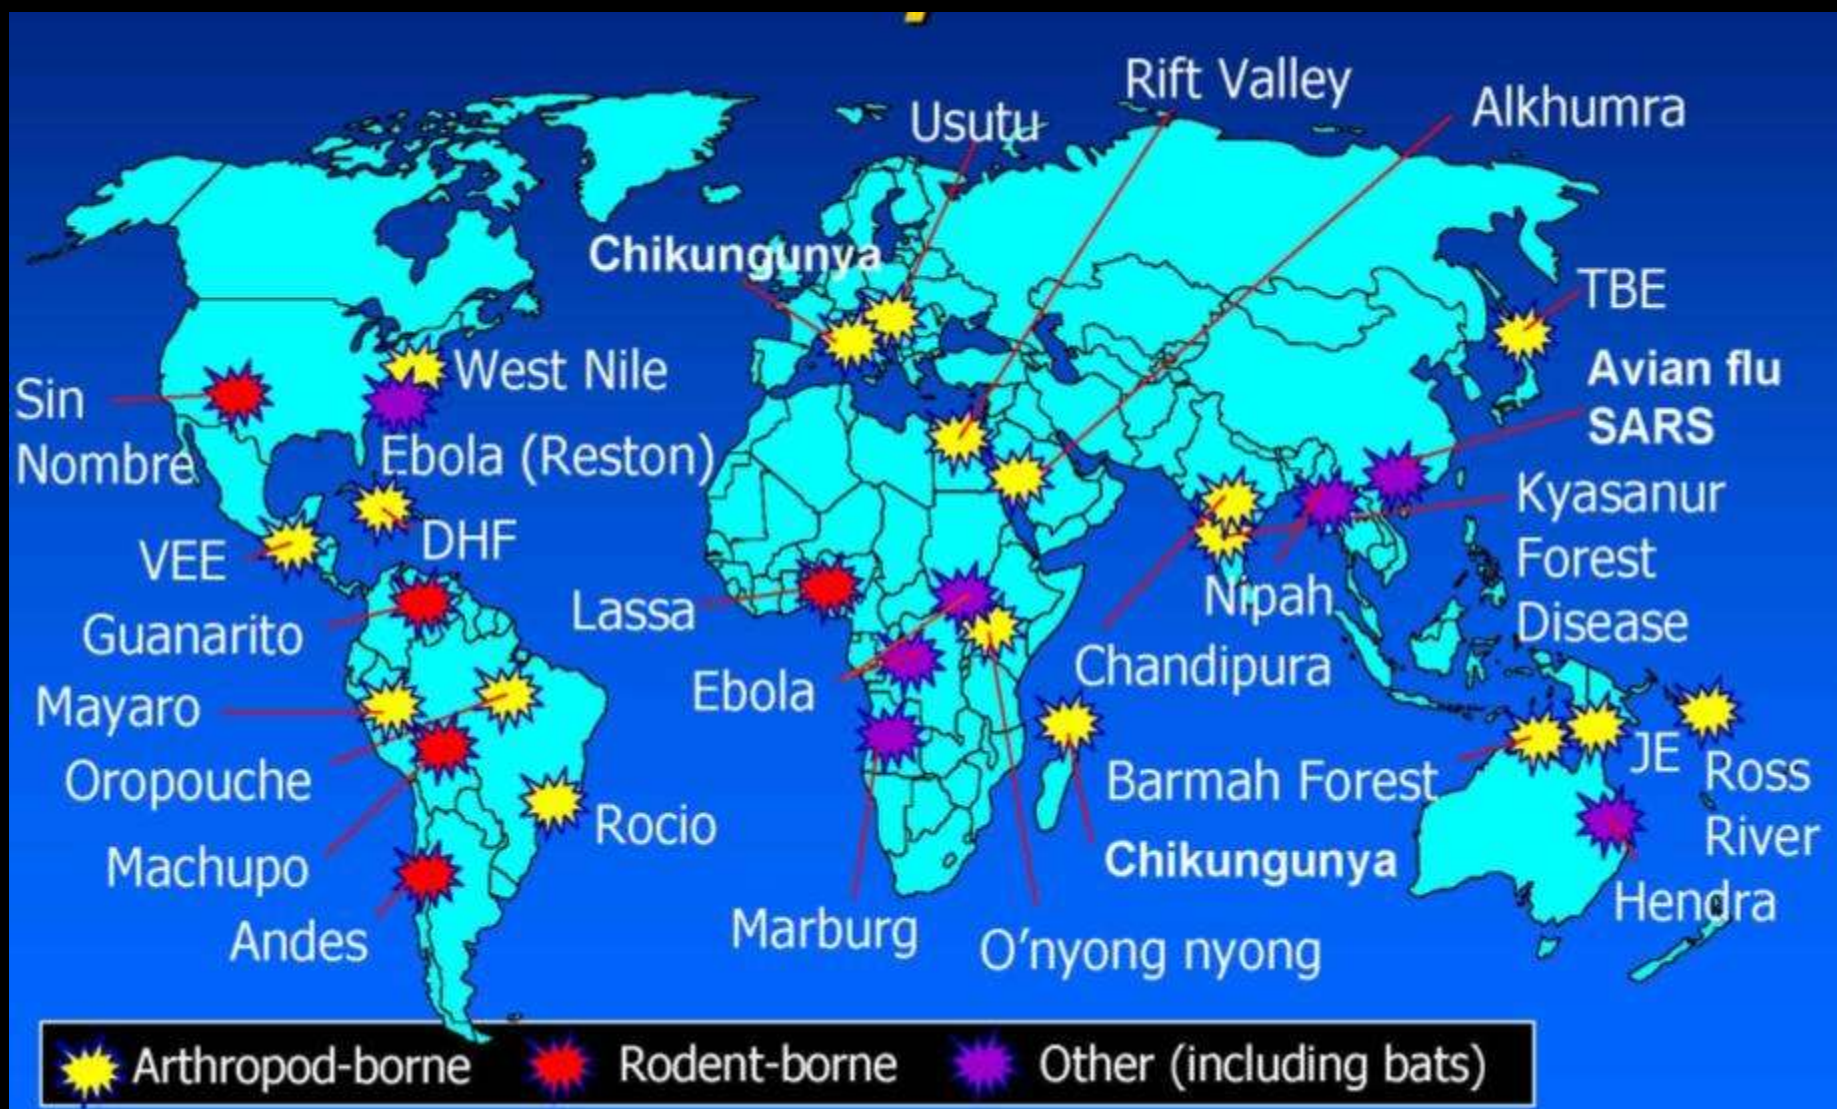 Rift Valley
Alkhumra
Usutu
Chikungunya
TBE
West Nile
Avian flu
SARS
Sin
Nombre
Ebola (Reston)
Kyasanur
Forest
Disease
DHF
VEE
Nipah
Lassa
Guanarito
Chandipura
Ebola
Mayaro
Oropouche
Barmah Forest
JE
Ross
River
Rocio
Machupo
Chikungunya
Hendra
Andes
Marburg
O'nyong nyong
Arthropod-borne
Rodent-borne
Other (including bats)